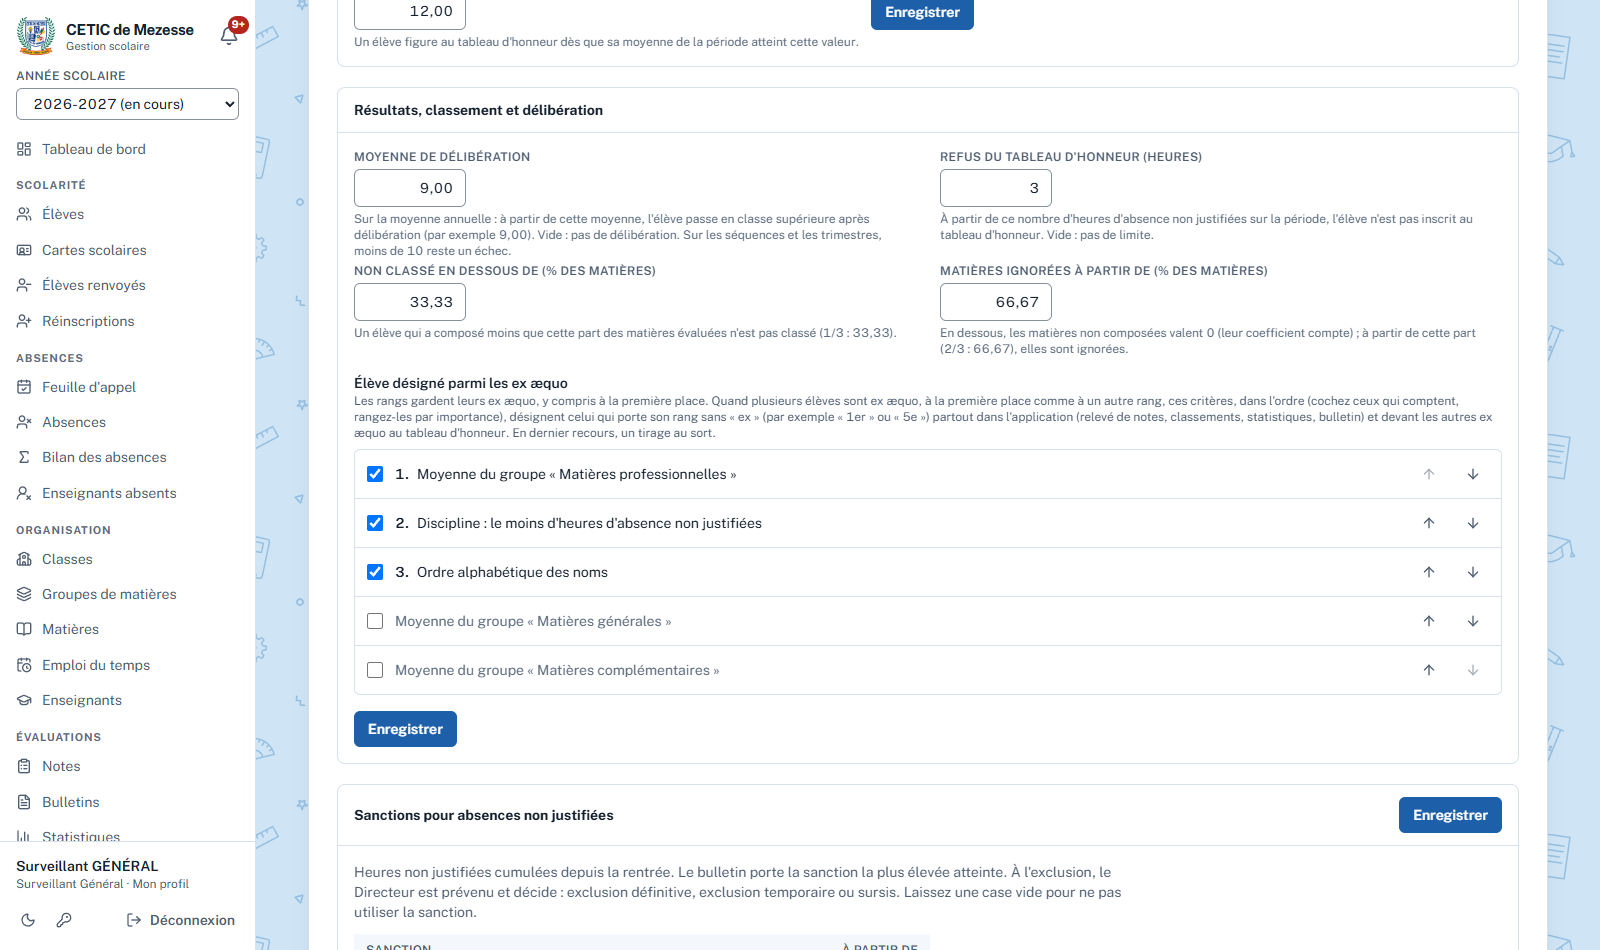 CETIC de Mezesse
Gestion scolaire
9+
ANNÉE SCOLAIRE
2026-2027 (en cours)
Tableau de bord
SCOLARITÉ
Élèves
Cartes scolaires
Élèves renvoyés
Réinscriptions
ABSENCES
Feuille d'appel
Absences
Bilan des absences
Enseignants absents
ORGANISATION
Classes
Groupes de matières
Matières
Emploi du temps
Enseignants
ÉVALUATIONS
Notes
Bulletins
Statistiques
Surveillant GÉNÉRAL
Surveillant Général · Mon profil
Déconnexion
12,00
Enregistrer
Un élève figure au tableau d'honneur dès que sa moyenne de la période atteint cette valeur.
Résultats, classement et délibération
MOYENNE DE DÉLIBÉRATION
9,00
Sur la moyenne annuelle : à partir de cette moyenne, l'élève passe en classe supérieure après
délibération (par exemple 9,00). Vide : pas de délibération. Sur les séquences et les trimestres,
moins de 10 reste un échec.
REFUS DU TABLEAU D'HONNEUR (HEURES)
3
À partir de ce nombre d'heures d'absence non justifiées sur la période, l'élève n'est pas inscrit au
tableau d'honneur. Vide : pas de limite.
NON CLASSÉ EN DESSOUS DE (% DES MATIÈRES)
33,33
Un élève qui a composé moins que cette part des matières évaluées n'est pas classé (1/3 : 33,33).
MATIÈRES IGNORÉES À PARTIR DE (% DES MATIÈRES)
66,67
En dessous, les matières non composées valent 0 (leur coefficient compte) ; à partir de cette part
(2/3 : 66,67), elles sont ignorées.
Élève désigné parmi les ex æquo
Les rangs gardent leurs ex æquo, y compris à la première place. Quand plusieurs élèves sont ex æquo, à la première place comme à un autre rang, ces critères, dans l'ordre (cochez ceux qui comptent,
rangez-les par importance), désignent celui qui porte son rang sans « ex » (par exemple « 1er » ou « 5e ») partout dans l'application (relevé de notes, classements, statistiques, bulletin) et devant les autres ex
æquo au tableau d'honneur. En dernier recours, un tirage au sort.
1. Moyenne du groupe « Matières professionnelles »
2. Discipline : le moins d'heures d'absence non justifiées
3. Ordre alphabétique des noms
Moyenne du groupe « Matières générales »
Moyenne du groupe « Matières complémentaires »
Enregistrer
Sanctions pour absences non justifiées
Enregistrer
Heures non justifiées cumulées depuis la rentrée. Le bulletin porte la sanction la plus élevée atteinte. À l'exclusion, le
Directeur est prévenu et décide : exclusion définitive, exclusion temporaire ou sursis. Laissez une case vide pour ne pas
utiliser la sanction.
SANCTION
À PARTIR DE